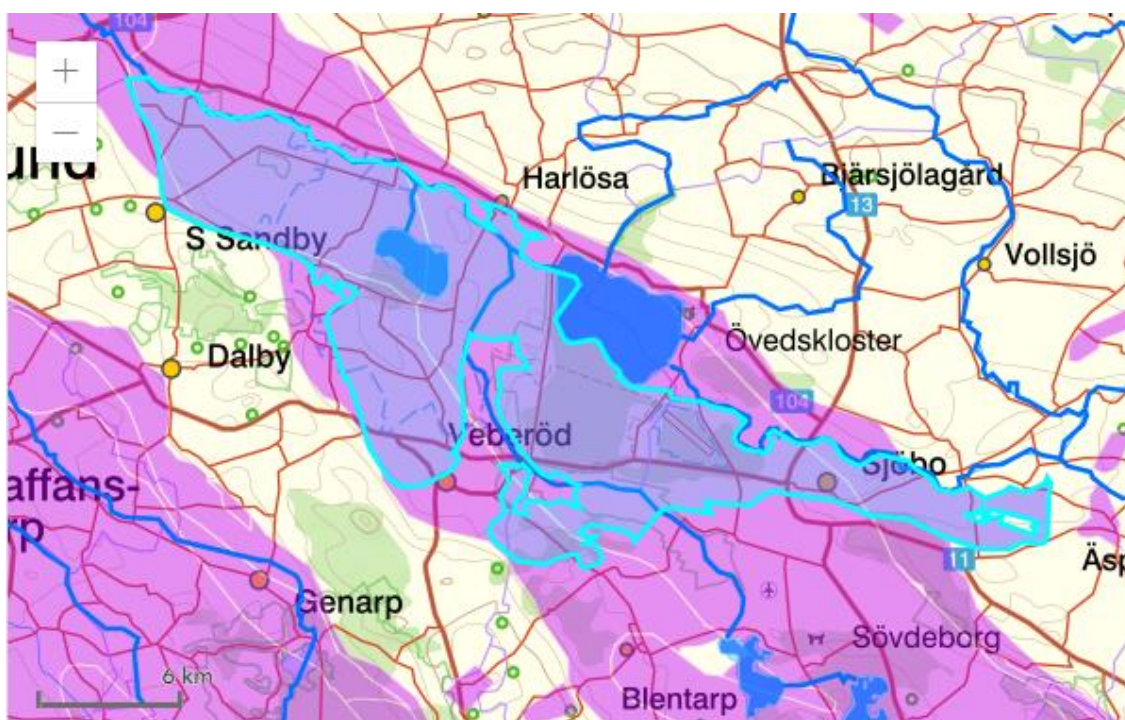 104
+
−
und
Harlösa
Bjärsjölagård
13
S Sandby
Vollsjö
Övedskloster
Dalby
104
Veberöd
Sjöbo
affans-
rp
11
Äsp
Genarp
Sövdeborg
6 km
Blentarp